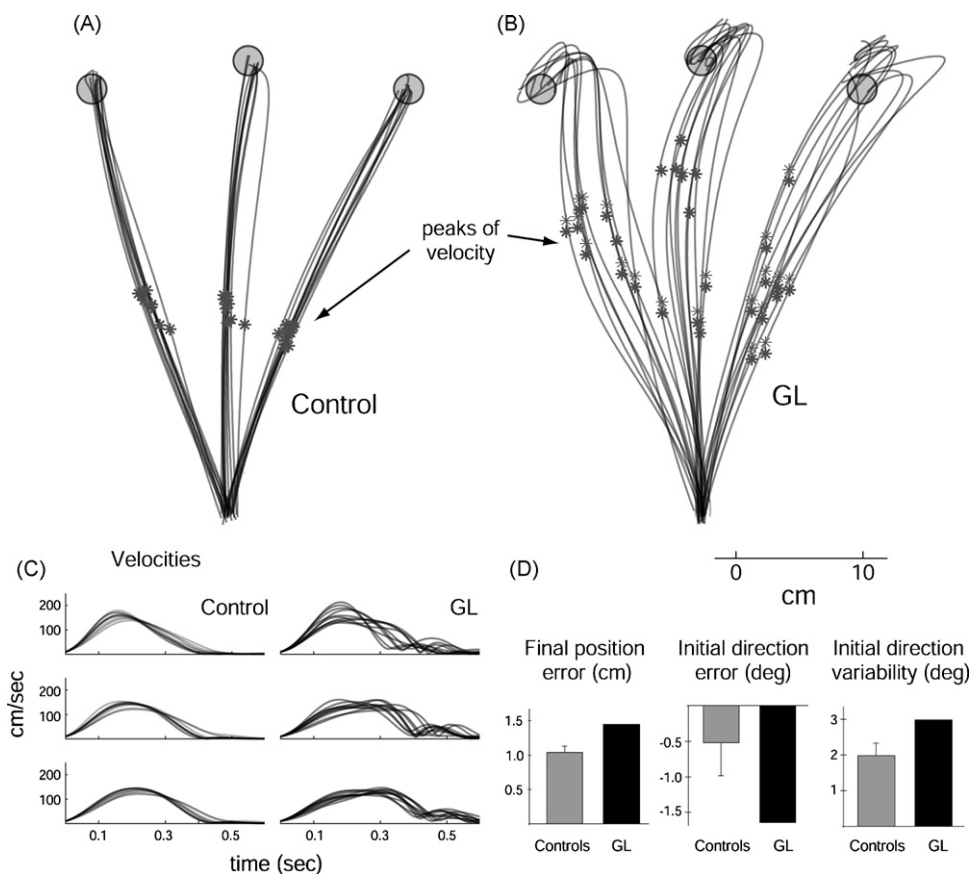 (A)
(B)
peaks of
velocity
Control
GL
0 10
cm
(C)
Velocities
Control
GL
200
100
200
100
200
100
cm/sec
0.1 0.3 0.5 0.1 0.3 0.5
time (sec)
(D)
Final position
error (cm)
1.5
1.0
0.5
Controls GL
Initial direction
error (deg)
-0.5
-1.0
-1.5
Controls GL
Initial direction
variability (deg)
3
2
1
Controls GL